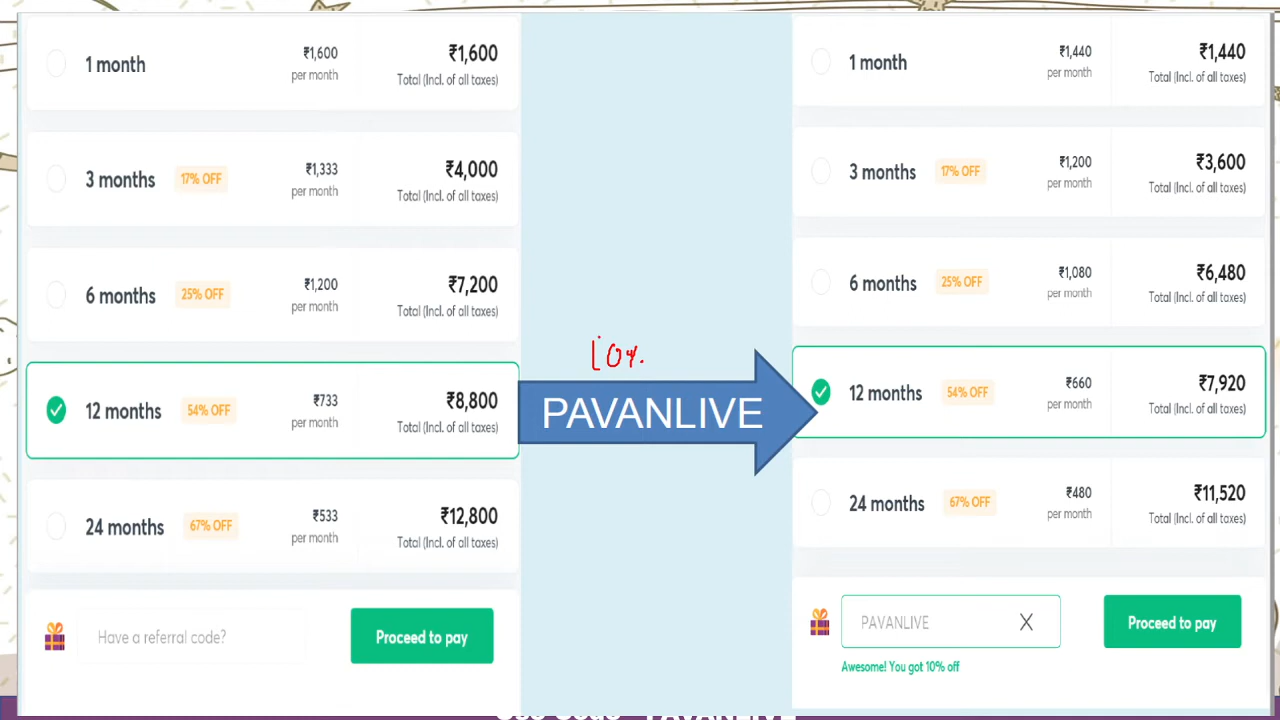 1 month
₹1,600
per month
₹1,600
Total (Incl. of all taxes)
3 months
17% OFF
₹1,333
per month
₹4,000
Total (Incl. of all taxes)
6 months
25% OFF
₹1,200
per month
₹7,200
Total (Incl. of all taxes)
12 months
54% OFF
₹733
per month
₹8,800
Total (Incl. of all taxes)
24 months
67% OFF
₹533
per month
₹12,800
Total (Incl. of all taxes)
Have a referral code?
Proceed to pay
10%
PAVANLIVE
1 month
₹1,440
per month
₹1,440
Total (Incl. of all taxes)
3 months
17% OFF
₹1,200
per month
₹3,600
Total (Incl. of all taxes)
6 months
25% OFF
₹1,080
per month
₹6,480
Total (Incl. of all taxes)
12 months
54% OFF
₹660
per month
₹7,920
Total (Incl. of all taxes)
24 months
67% OFF
₹480
per month
₹11,520
Total (Incl. of all taxes)
PAVANLIVE X
Proceed to pay
Awesome! You got 10% off
Use Code PAVANLIVE